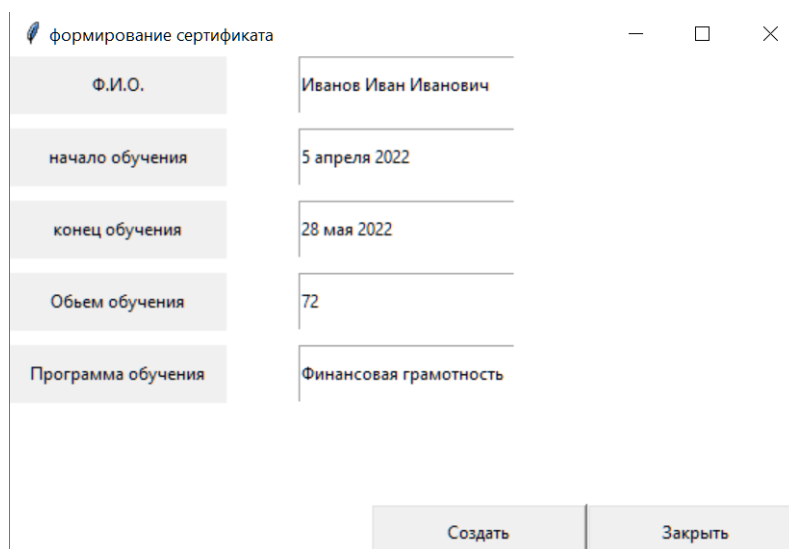 формирование сертификата
Ф.И.О. Иванов Иван Иванович
начало обучения 5 апреля 2022
конец обучения 28 мая 2022
Обьем обучения 72
Программа обучения Финансовая грамотность
Создать Закрыть